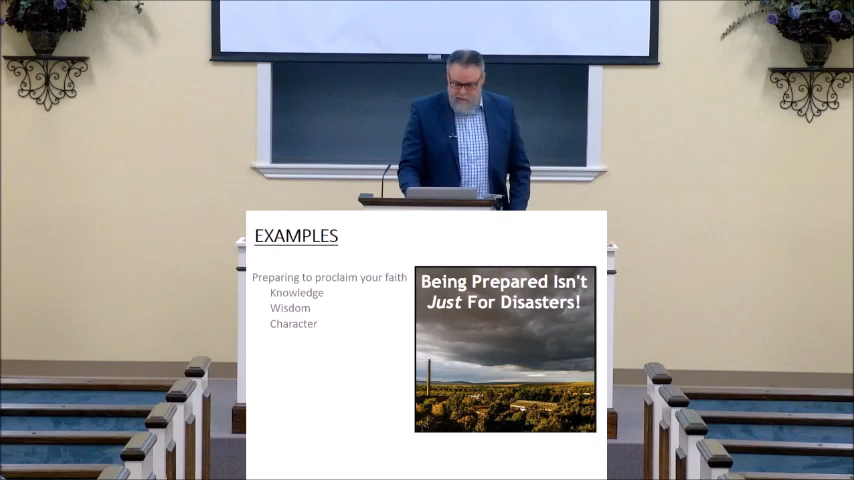 EXAMPLES
Preparing to proclaim your faith
Knowledge
Wisdom
Character
Being Prepared Isn't
Just For Disasters!